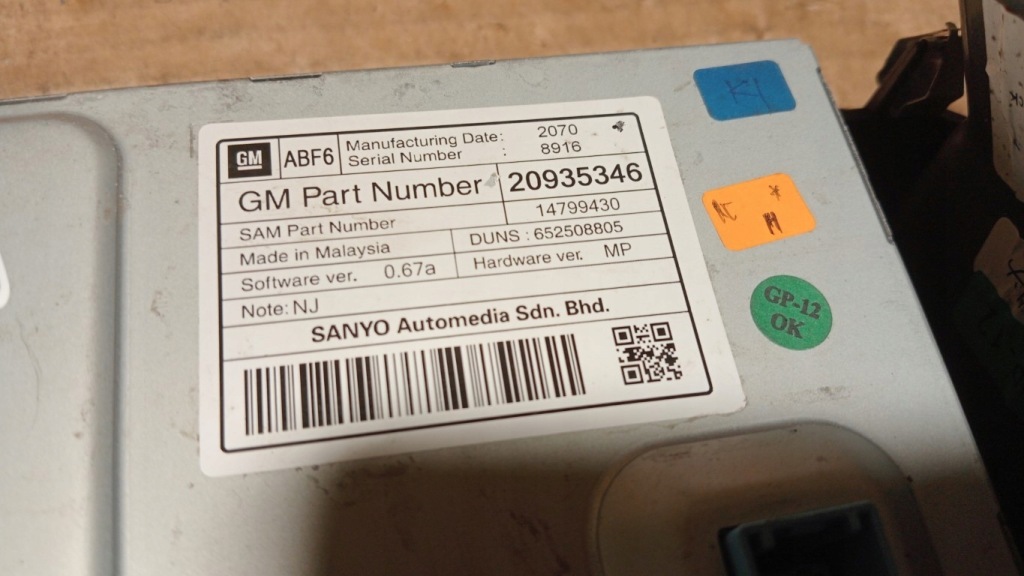 GM ABF6 Manufacturing Date: 2070
Serial Number : 8916
GM Part Number 20935346
SAM Part Number 14799430
Made in Malaysia DUNS : 652508805
Software ver. 0.67a Hardware ver. MP
Note: NJ
SANYO Automedia Sdn. Bhd.
GP-12
OK